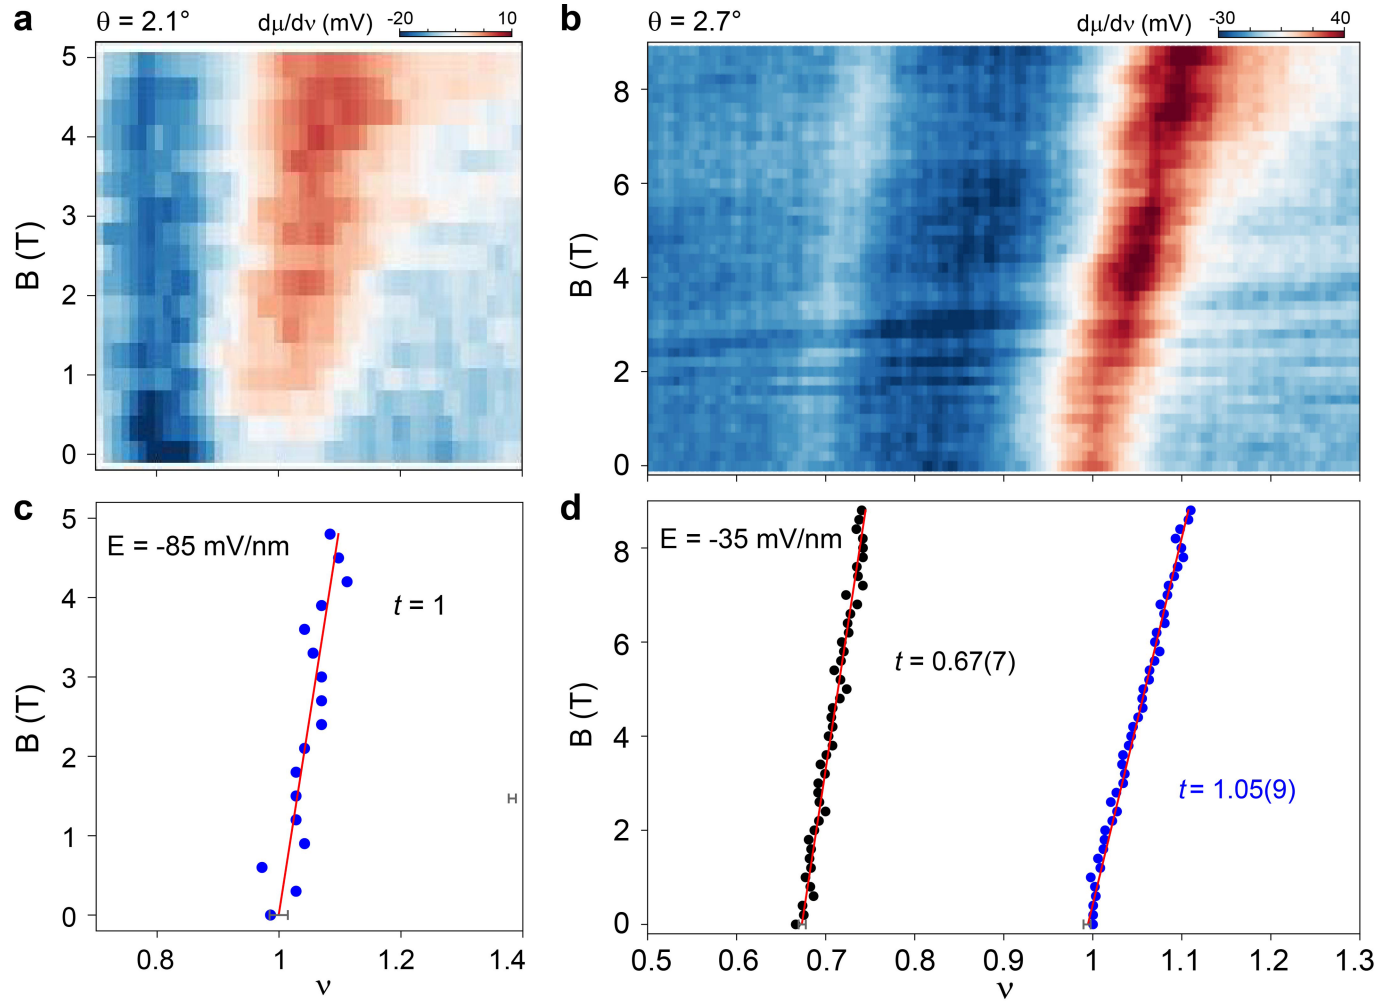 a
θ = 2.1°
dμ/dν (mV)
-20
10
5
4
3
2
1
0
B (T)
b
θ = 2.7°
dμ/dν (mV)
-30
40
8
6
4
2
0
B (T)
c
E = -85 mV/nm
t = 1
5
4
3
2
1
0
B (T)
0.8
1
1.2
1.4
ν
d
E = -35 mV/nm
t = 0.67(7)
t = 1.05(9)
8
6
4
2
0
B (T)
0.5
0.6
0.7
0.8
0.9
1
1.1
1.2
1.3
ν